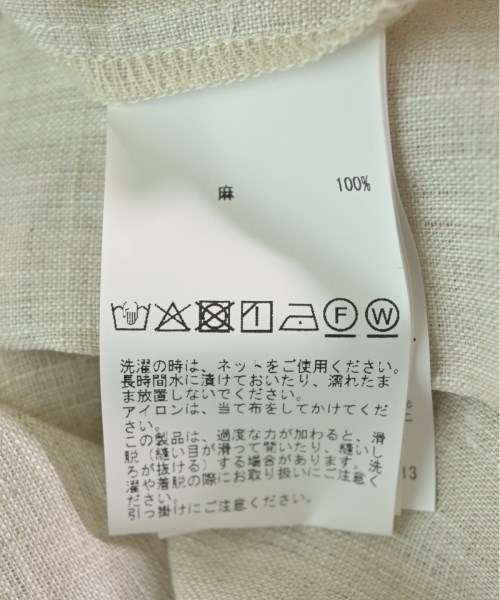 麻 100%
F W
洗濯の時は、ネットをご使用ください。
長時間水に漬けておいたり、濡れたま
ま放置しないでください。
アイロンは、当て布をしてかけてくだ
さい。
この製品は、過度な力が加わると、滑
脱（縫い目が滑って開いたり、縫いし
ろが抜ける）する場合があります。洗
濯や着脱の際にお取り扱いにご注意く
ださい。
引っ掛けにご注意ください。
13